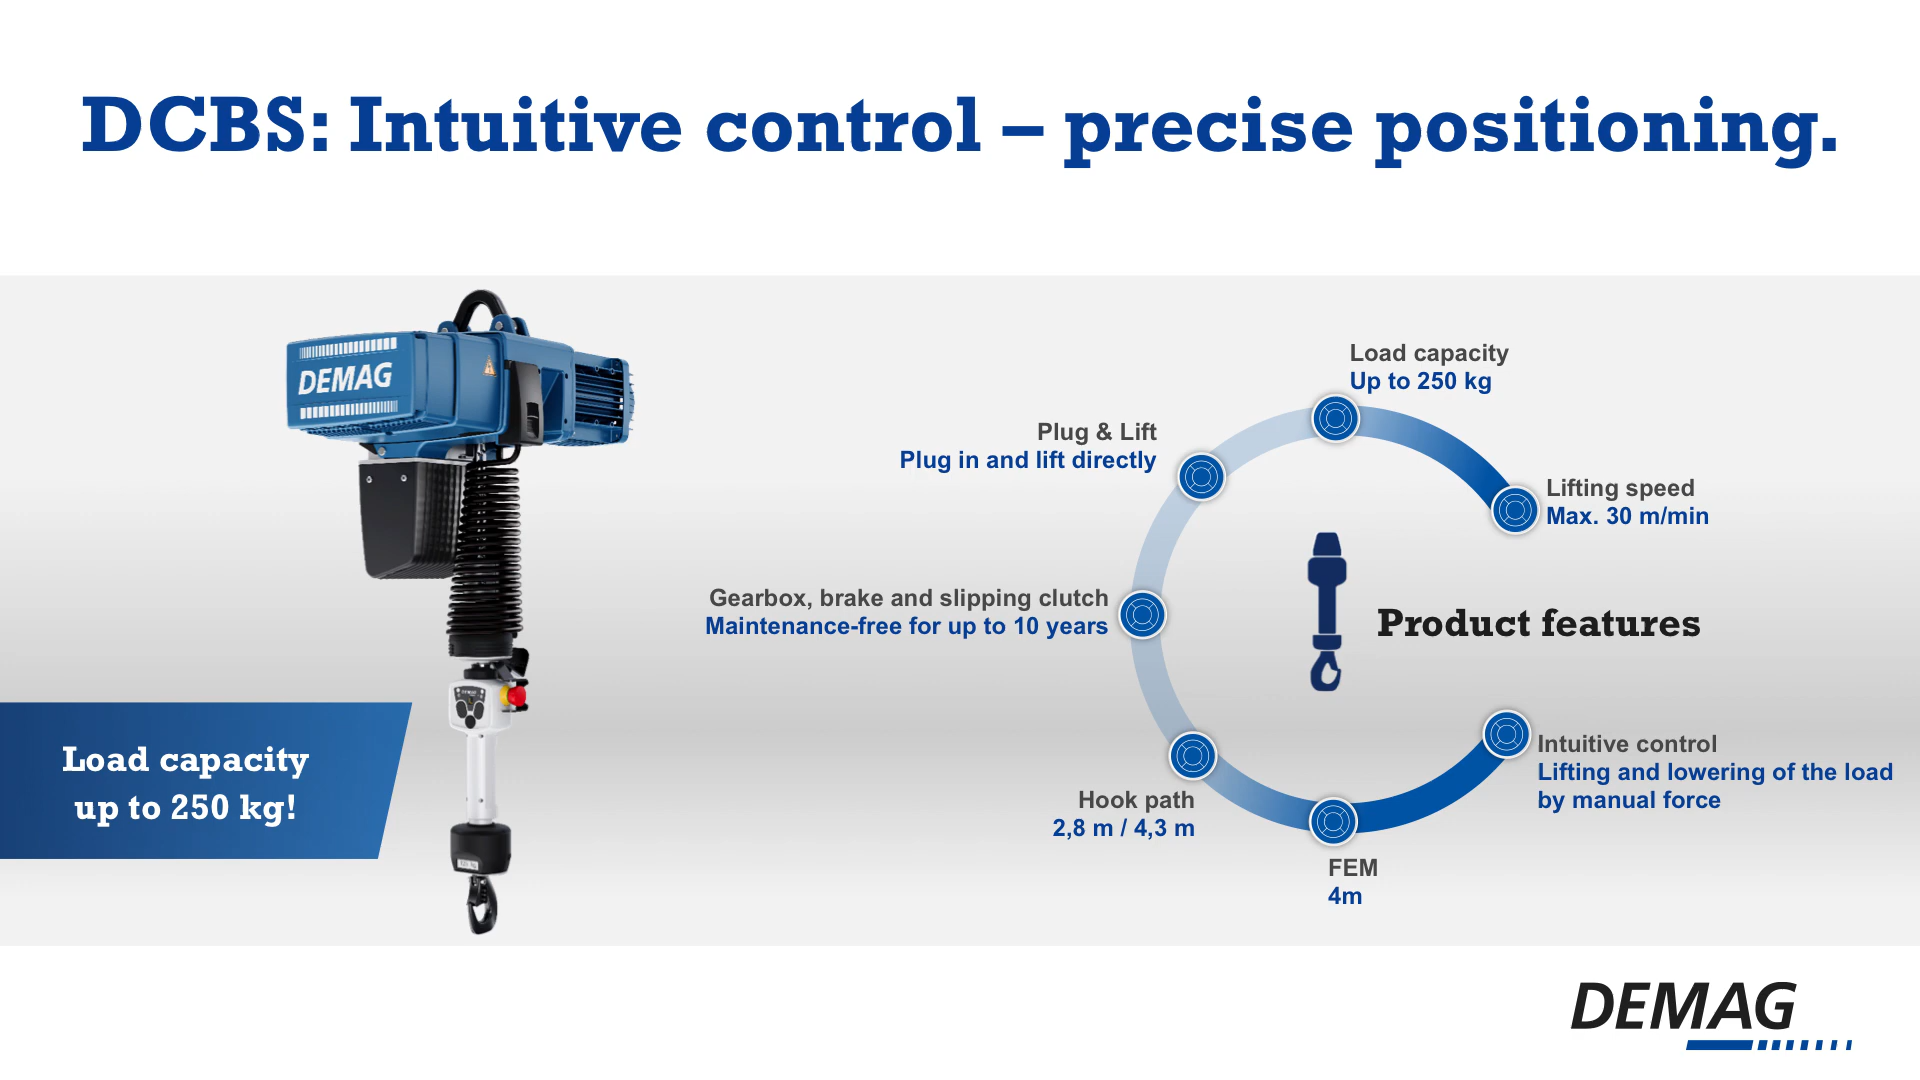 DCBS: Intuitive control – precise positioning.
DEMAG
Load capacity
up to 250 kg!
Load capacity
Up to 250 kg
Lifting speed
Max. 30 m/min
Plug & Lift
Plug in and lift directly
Gearbox, brake and slipping clutch
Maintenance-free for up to 10 years
Product features
Hook path
2,8 m / 4,3 m
FEM
4m
Intuitive control
Lifting and lowering of the load
by manual force
DEMAG